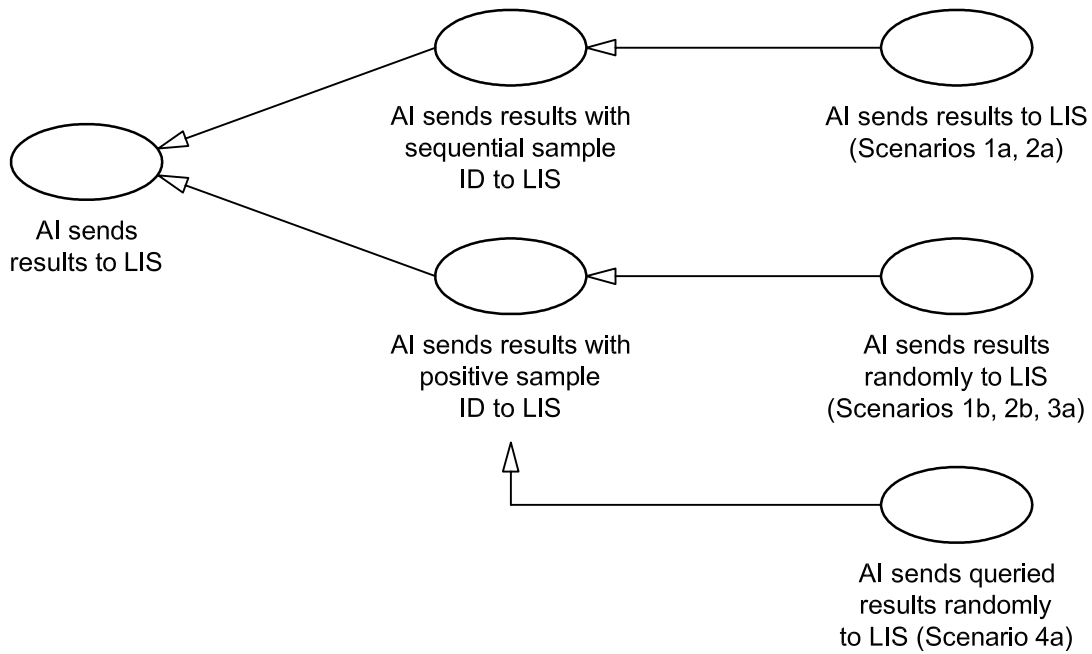 AI sends results with
sequential sample
ID to LIS
AI sends results to LIS
(Scenarios 1a, 2a)
AI sends
results to LIS
AI sends results with
positive sample
ID to LIS
AI sends results
randomly to LIS
(Scenarios 1b, 2b, 3a)
AI sends queried
results randomly
to LIS (Scenario 4a)